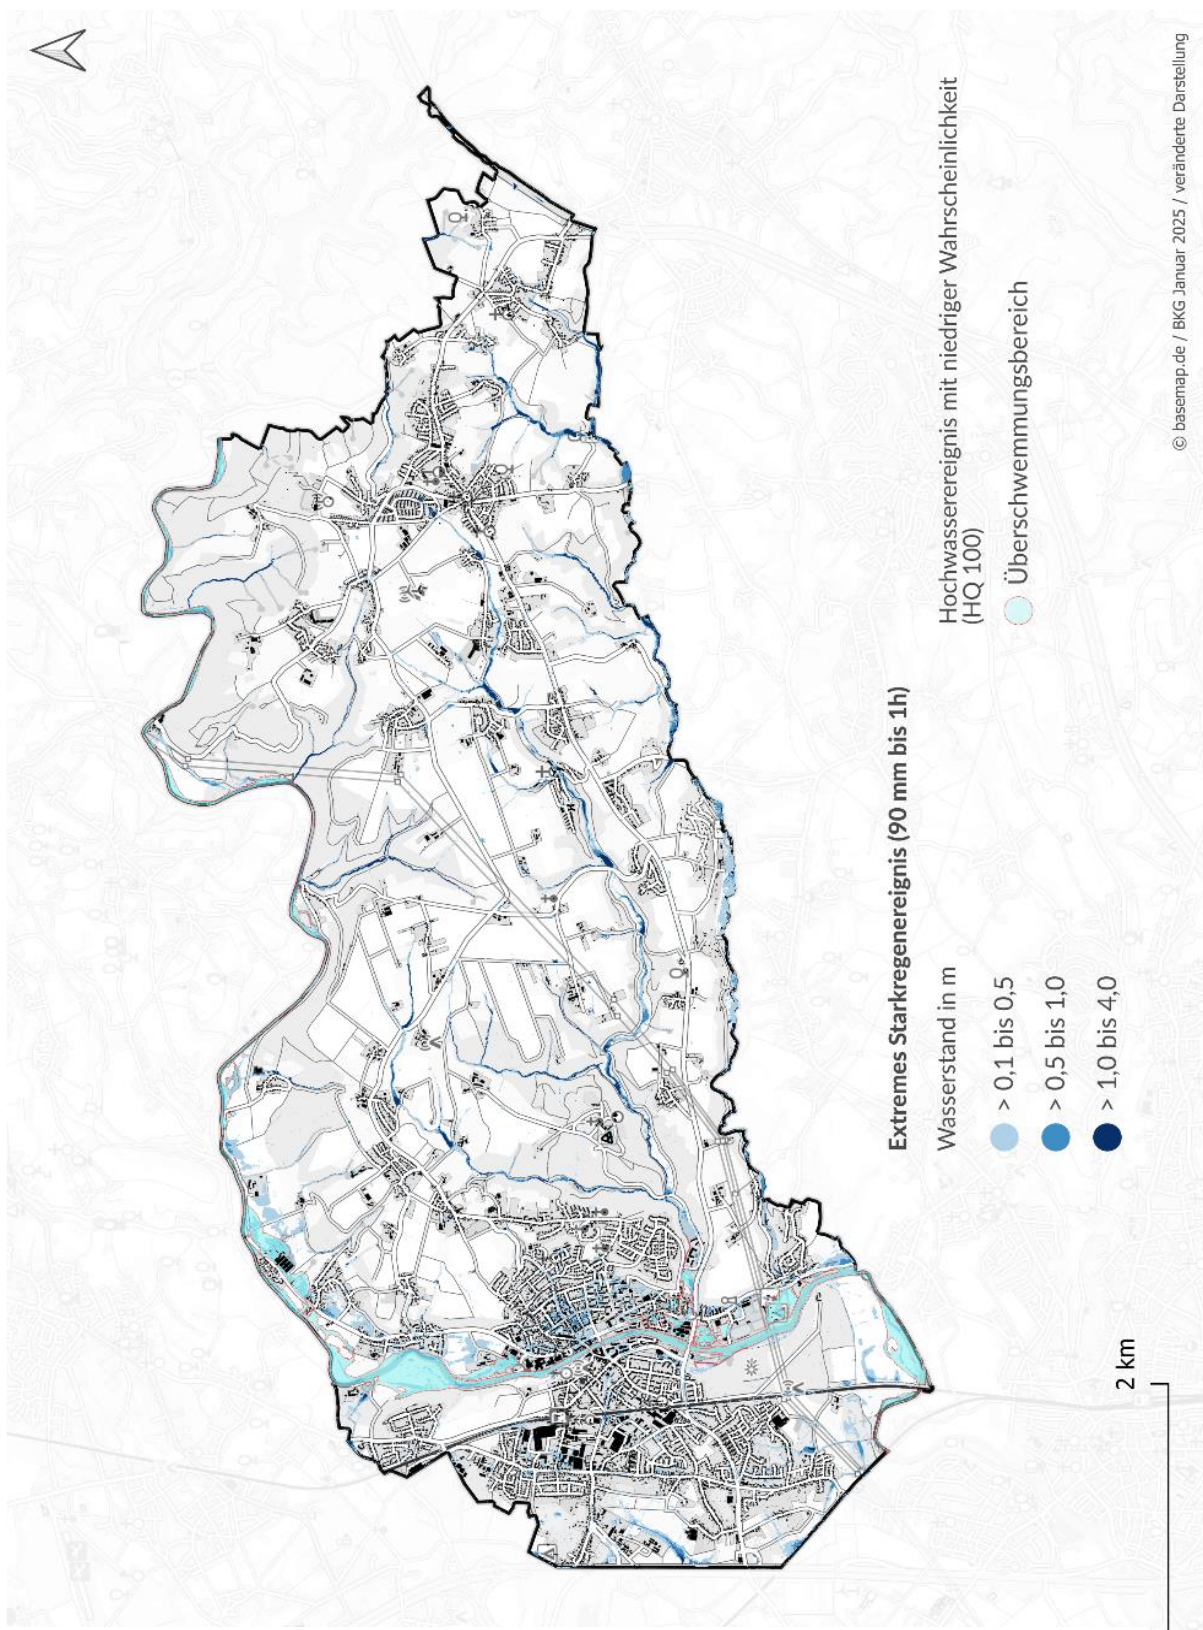 Extremes Starkregenereignis (90 mm bis 1h)
Wasserstand in m
> 0,1 bis 0,5
> 0,5 bis 1,0
> 1,0 bis 4,0
Hochwasserereignis mit niedriger Wahrscheinlichkeit
(HQ 100)
Überschwemmungsbereich
2 km
© basemap.de / BKG Januar 2025 / veränderte Darstellung